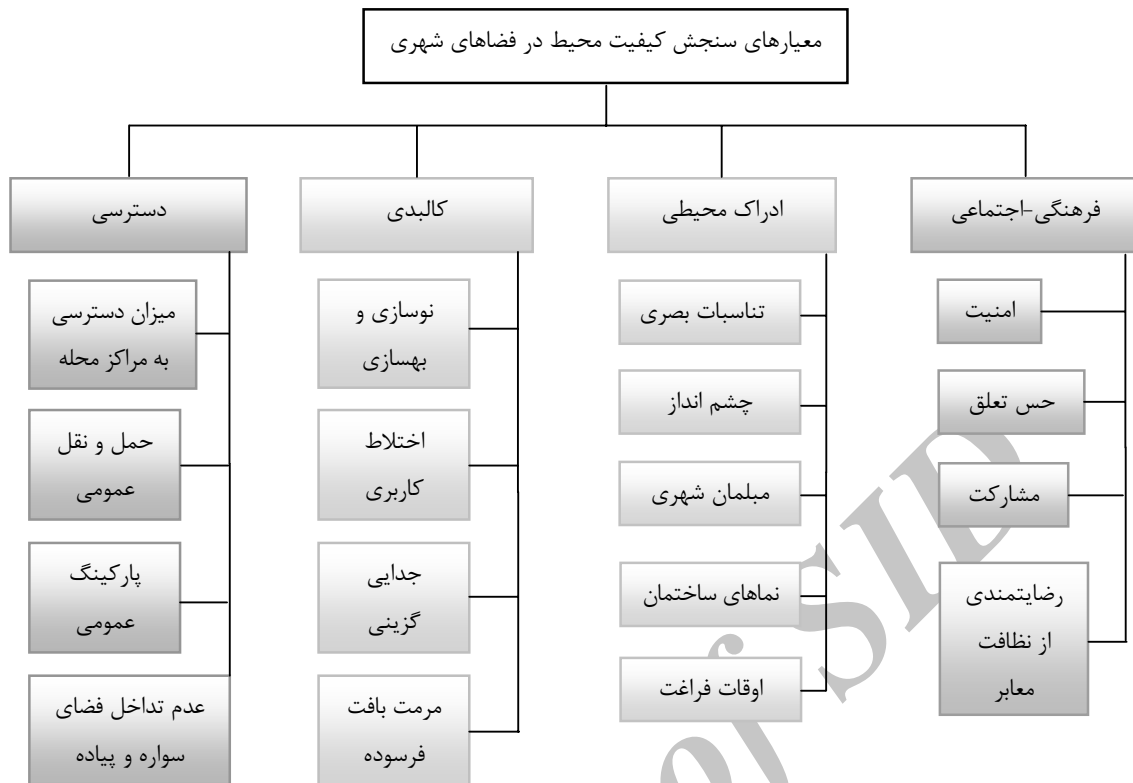 معیارهای سنجش کیفیت محیط در فضاهای شهری
فرهنگی-اجتماعی
امنیت
حس تعلق
مشارکت
رضایتمندی
از نظافت
معابر
ادراک محیطی
تناسبات بصری
چشم انداز
مبلمان شهری
نماهای ساختمان
اوقات فراغت
کالبدی
نوسازی و
بهسازی
اختلاط
کاربری
جدایی
گزینی
مرمت بافت
فرسوده
دسترسی
میزان دسترسی
به مراکز محله
حمل و نقل
عمومی
پارکینگ
عمومی
عدم تداخل فضای
سواره و پیاده
of SID